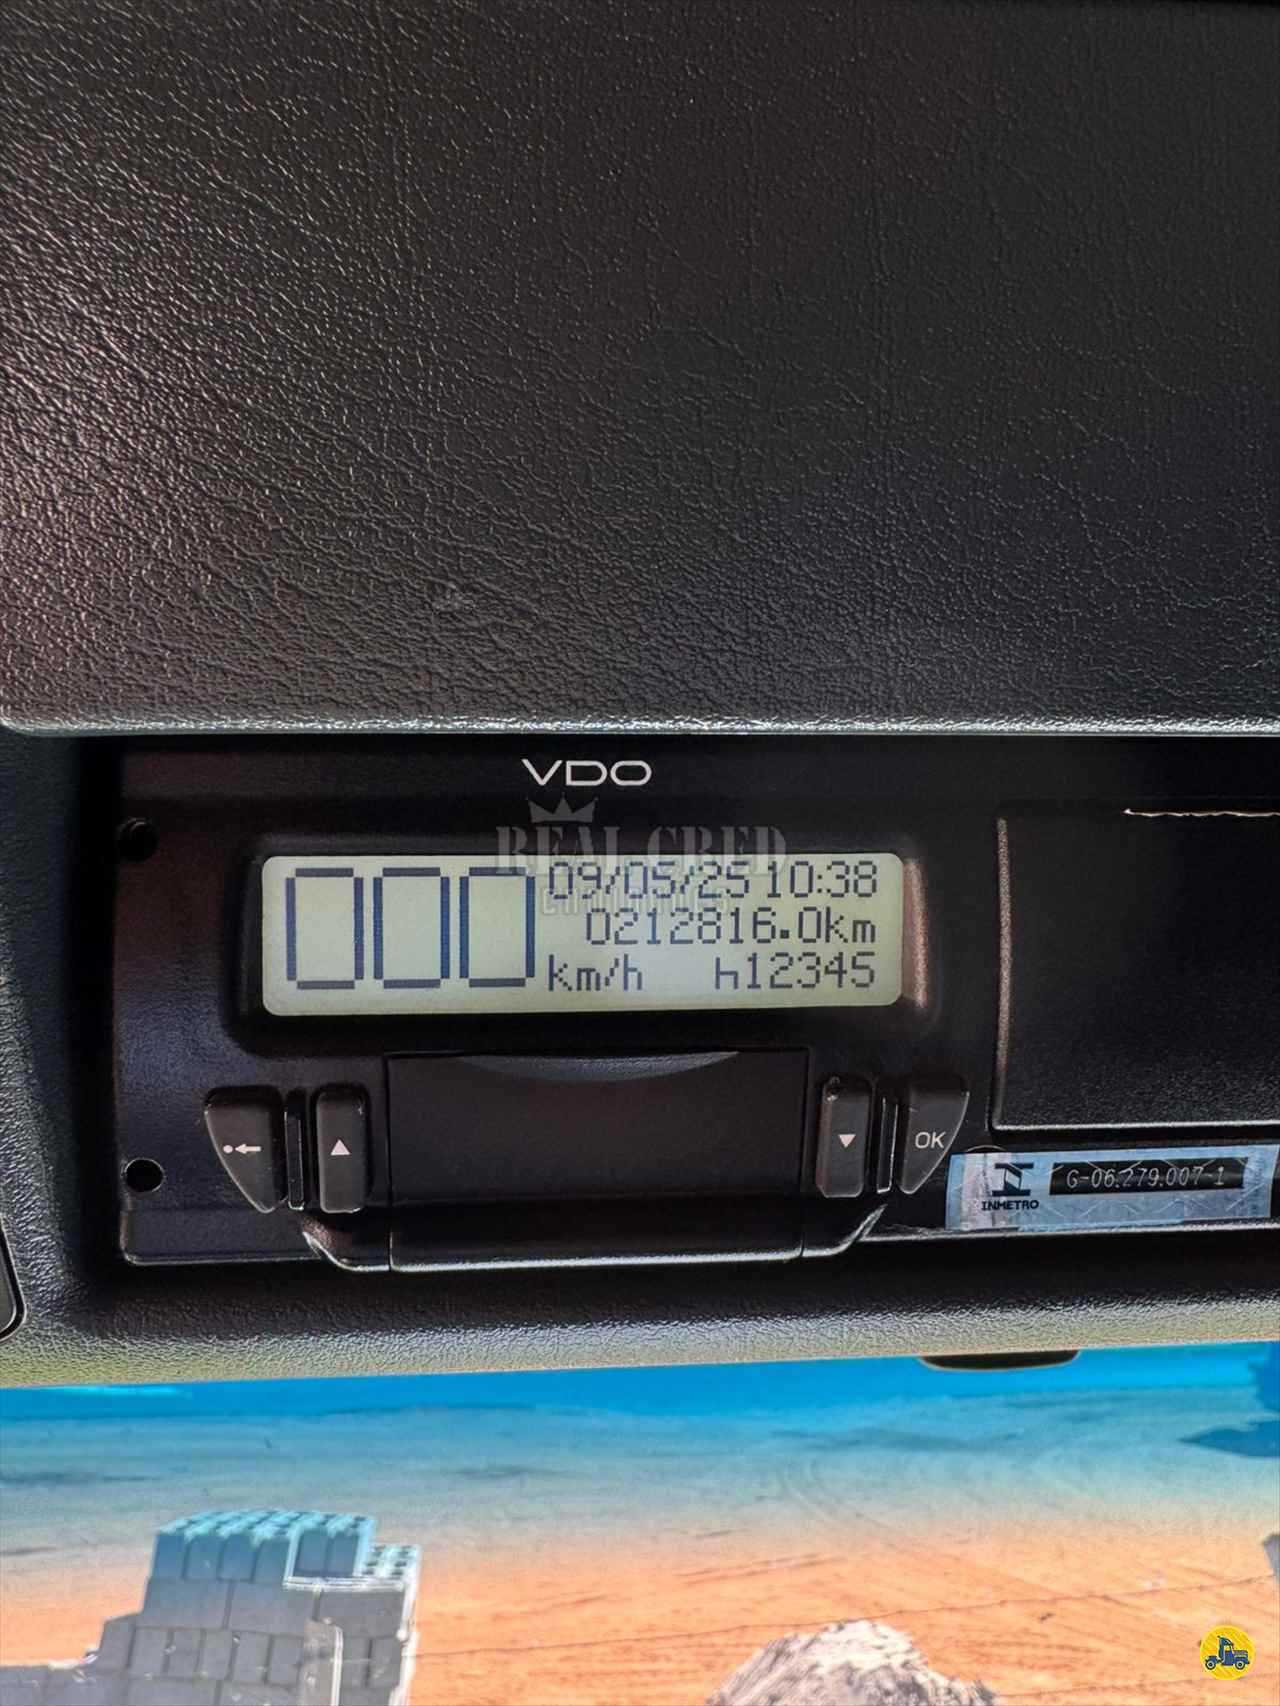 VDO
REAL CRED
CAMINHÕES
000
09/05/25 10:38
0212816.0km
km/h h12345
OK
INMETRO
G-06.279.007-1